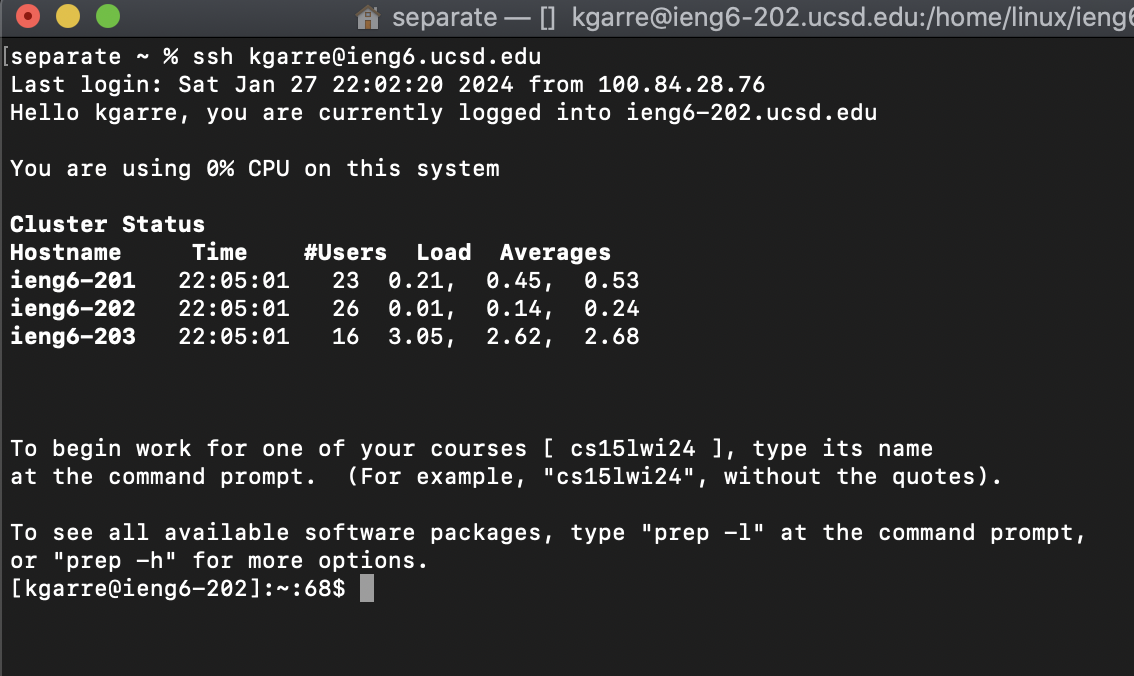 separate — [] kgarre@ieng6-202.ucsd.edu:/home/linux/ieng6
[separate ~ % ssh kgarre@ieng6.ucsd.edu
Last login: Sat Jan 27 22:02:20 2024 from 100.84.28.76
Hello kgarre, you are currently logged into ieng6-202.ucsd.edu
You are using 0% CPU on this system
Cluster Status
Hostname     Time    #Users  Load  Averages
ieng6-201   22:05:01   23  0.21,  0.45,  0.53
ieng6-202   22:05:01   26  0.01,  0.14,  0.24
ieng6-203   22:05:01   16  3.05,  2.62,  2.68
To begin work for one of your courses [ cs15lwi24 ], type its name
at the command prompt.  (For example, "cs15lwi24", without the quotes).
To see all available software packages, type "prep -l" at the command prompt,
or "prep -h" for more options.
[kgarre@ieng6-202]:~:68$